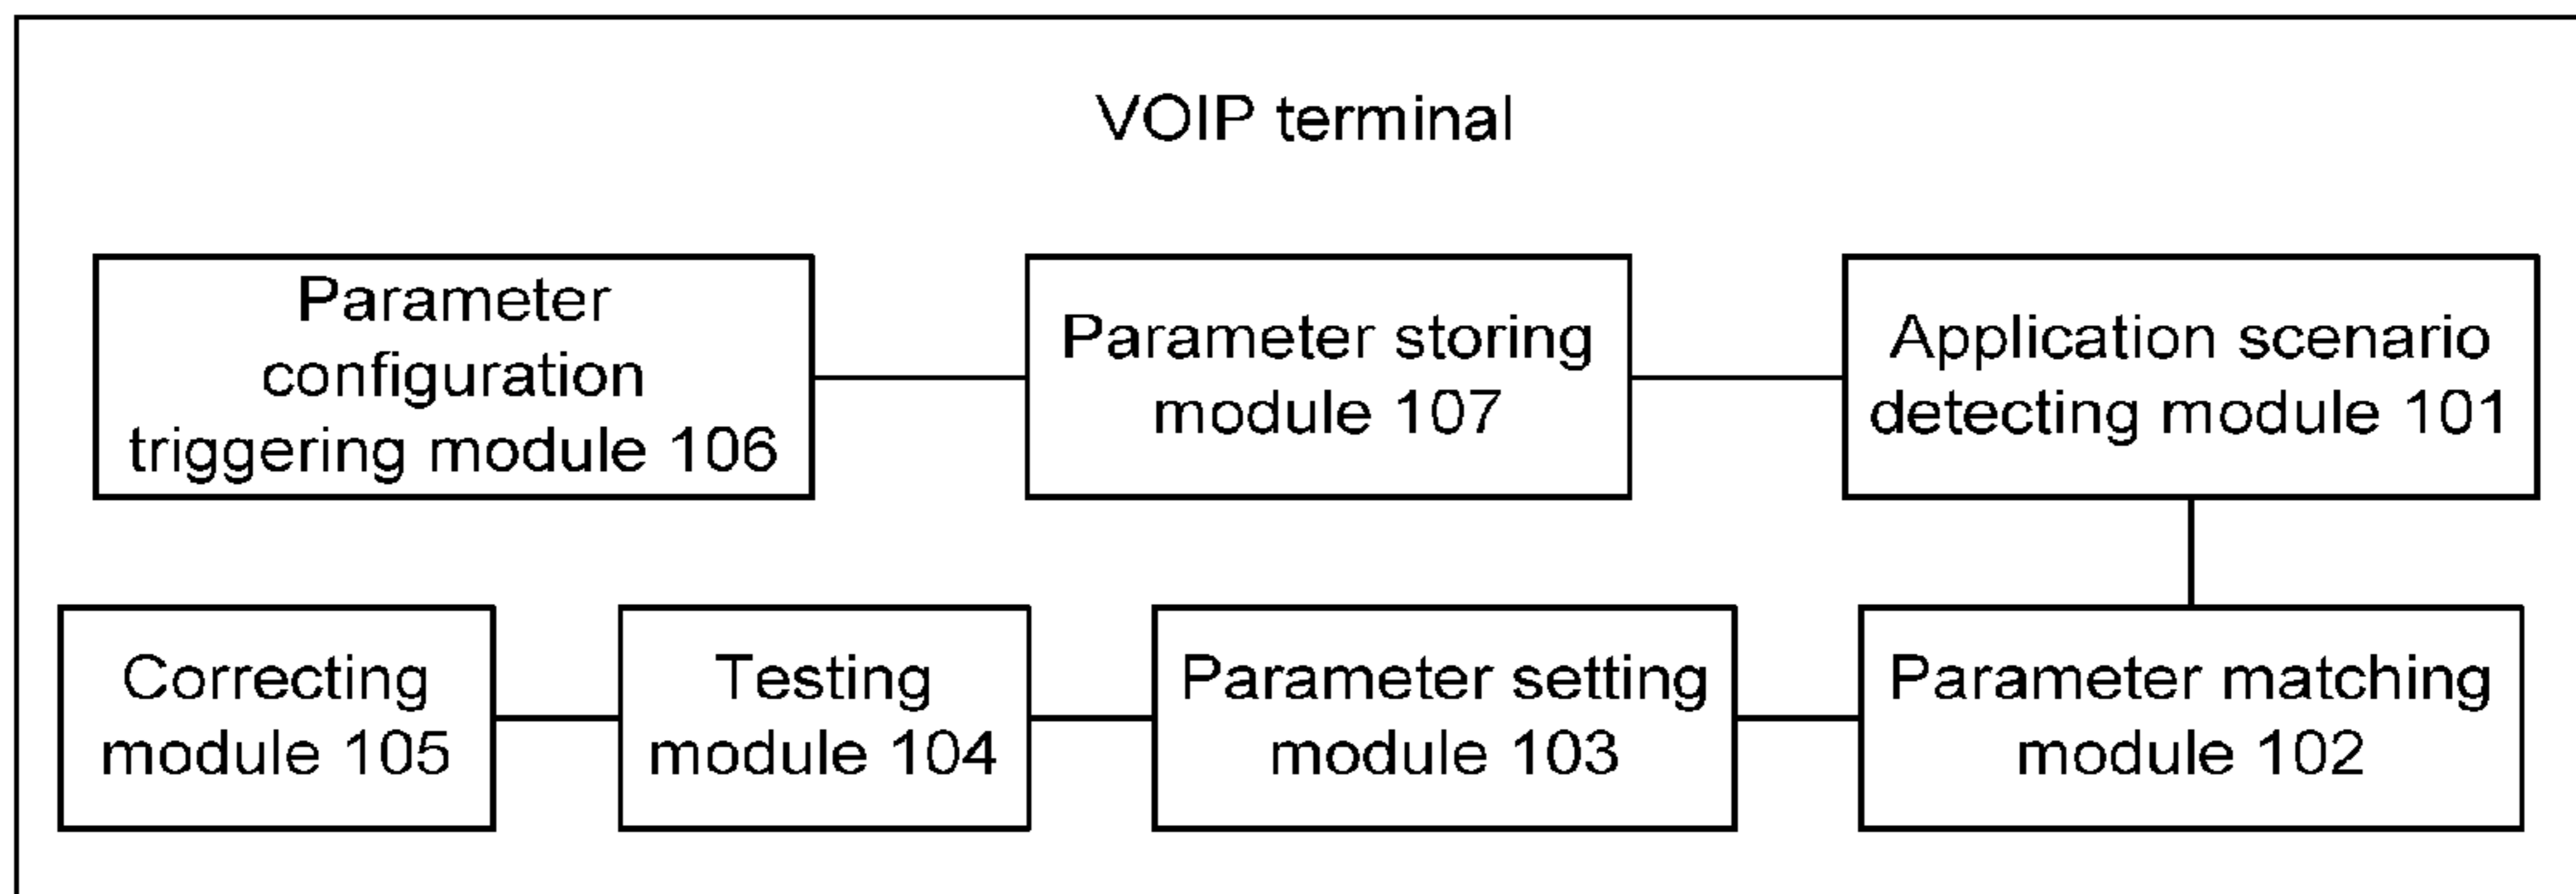 VOIP terminal
Parameter
configuration
triggering module 106
Parameter storing
module 107
Application scenario
detecting module 101
Correcting
module 105
Testing
module 104
Parameter setting
module 103
Parameter matching
module 102